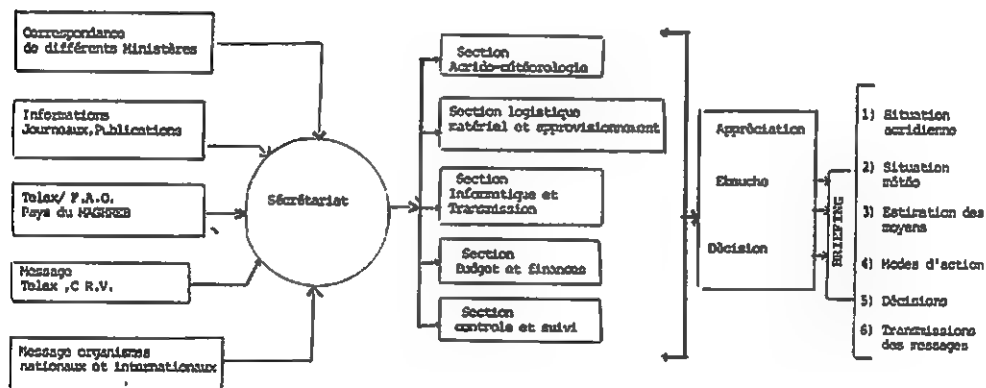 Correspondance
de différents Ministères
Informations
Journaux,Publications
Telex/ F.A.O.
Pays du MAGHREB
Message
Telex ,C R.V.
Message organismes
nationaux et internationaux
Sécrétariat
Section
Acrido-météorologie
Section logistique
matériel et approvisionnement
Section
Informatique et
Transmission
Section
Budget et finances
Section
controle et suivi
Appréciation
Ebauche
Décision
BRIEFING
1) Situation
acridienne
2) Situation
météo
3) Estimation des
moyens
4) Modes d'action
5) Décisions
6) Transmissions
des messages